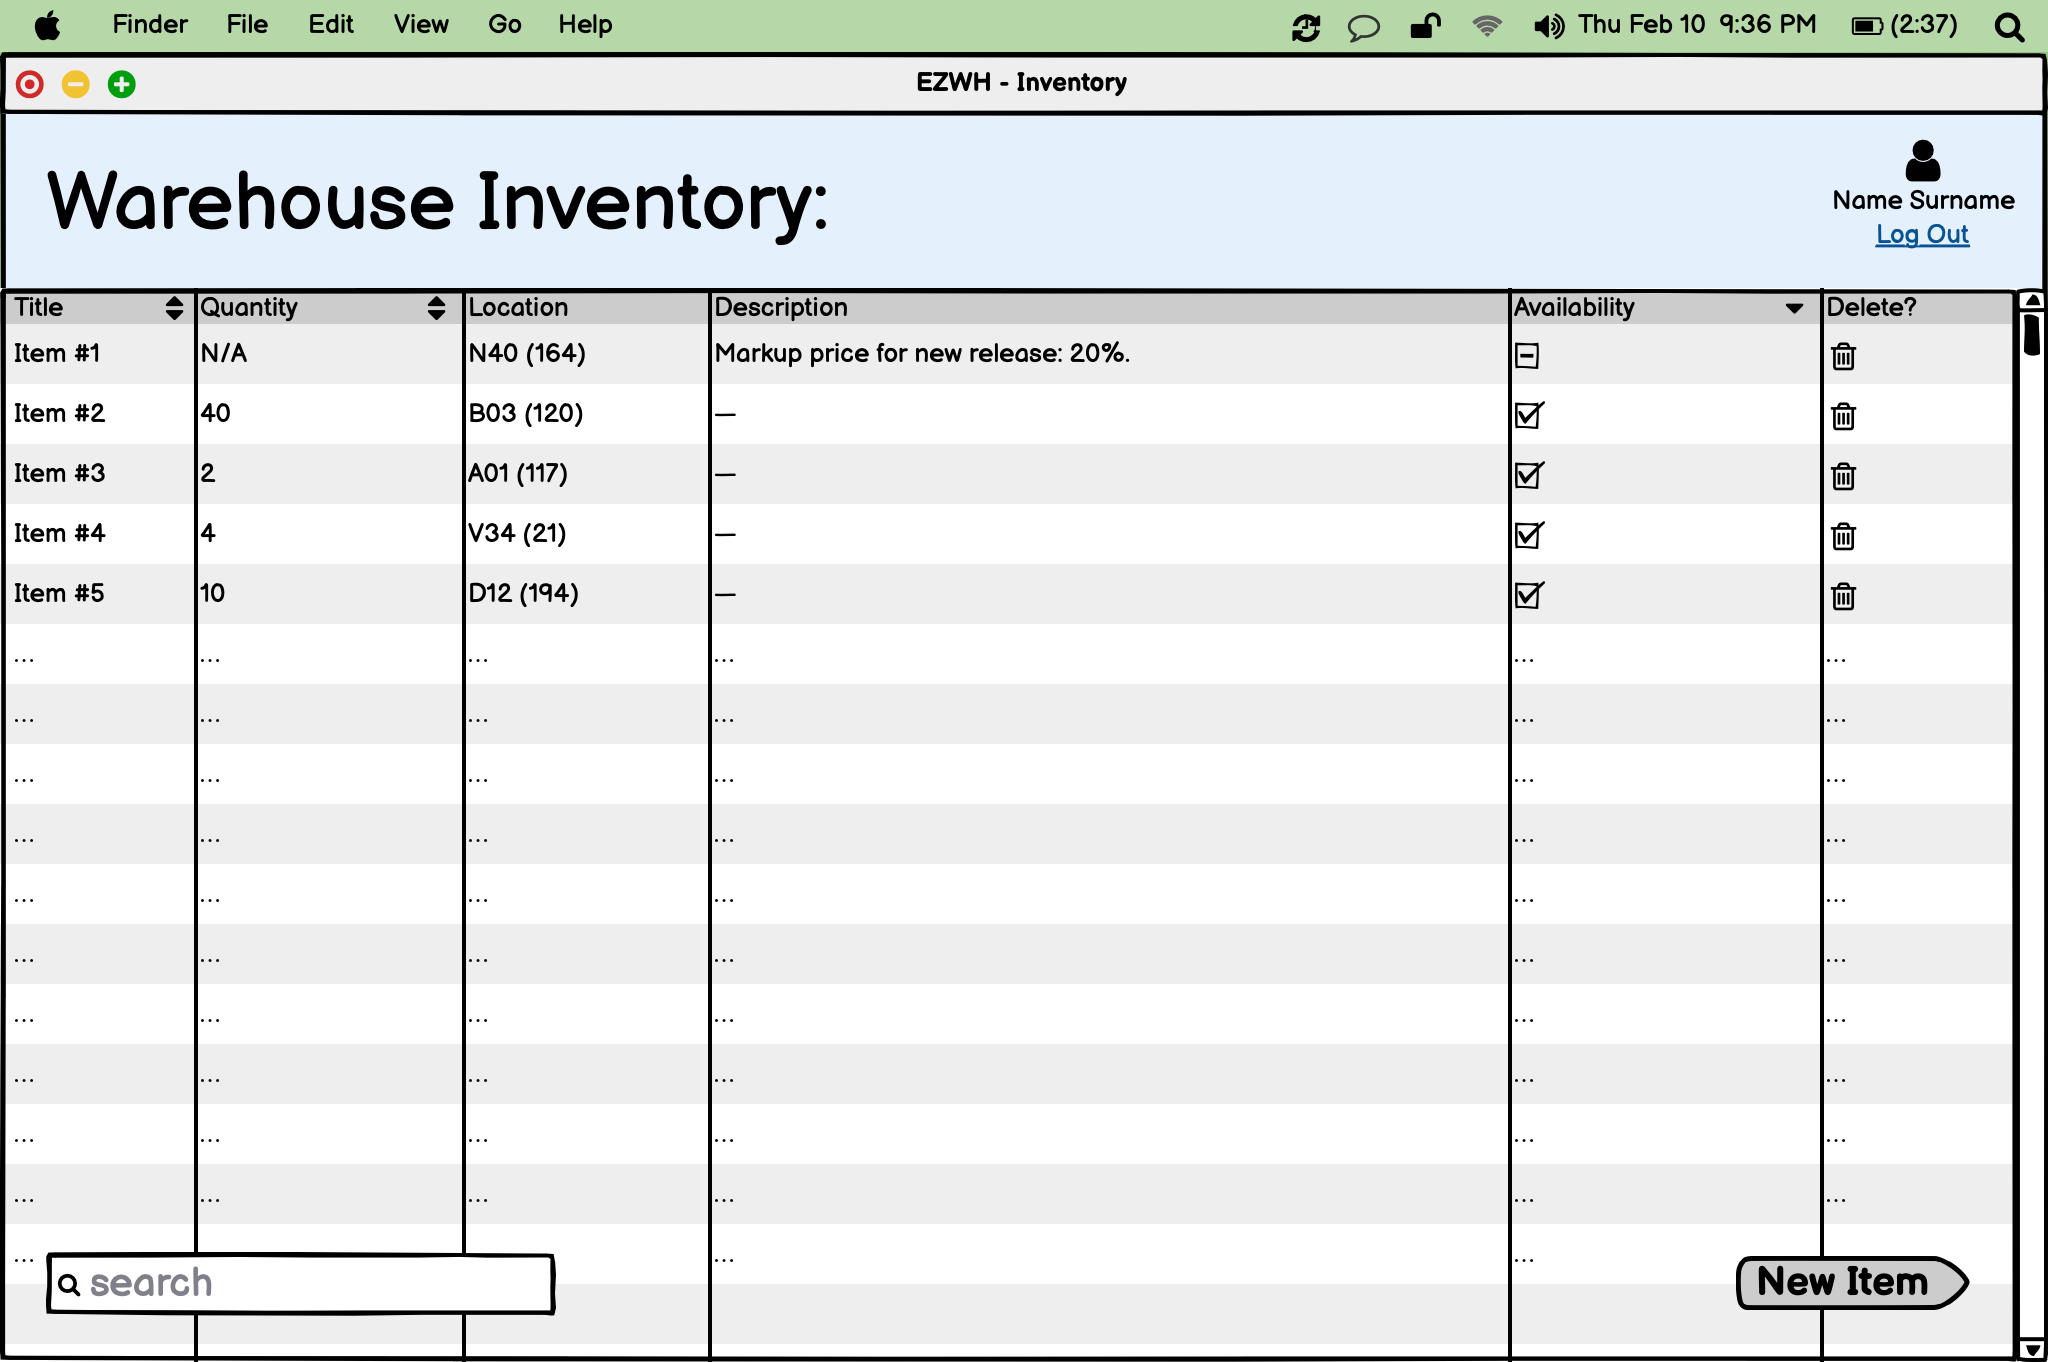 Finder File Edit View Go Help Thu Feb 10 9:36 PM (2:37)
EZWH - Inventory
Warehouse Inventory:
Name Surname
Log Out
Title Quantity Location Description Availability Delete?
Item #1 N/A N40 (164) Markup price for new release: 20%.
Item #2 40 B03 (120) —
Item #3 2 A01 (117) —
Item #4 4 V34 (21) —
Item #5 10 D12 (194) —
... ... ... ... ... ...
... ... ... ... ... ...
... ... ... ... ... ...
... ... ... ... ... ...
... ... ... ... ... ...
... ... ... ... ... ...
... ... ... ... ... ...
... ... ... ... ... ...
... ... ... ... ... ...
... ... ... ... ... ...
... ... ...
search New Item